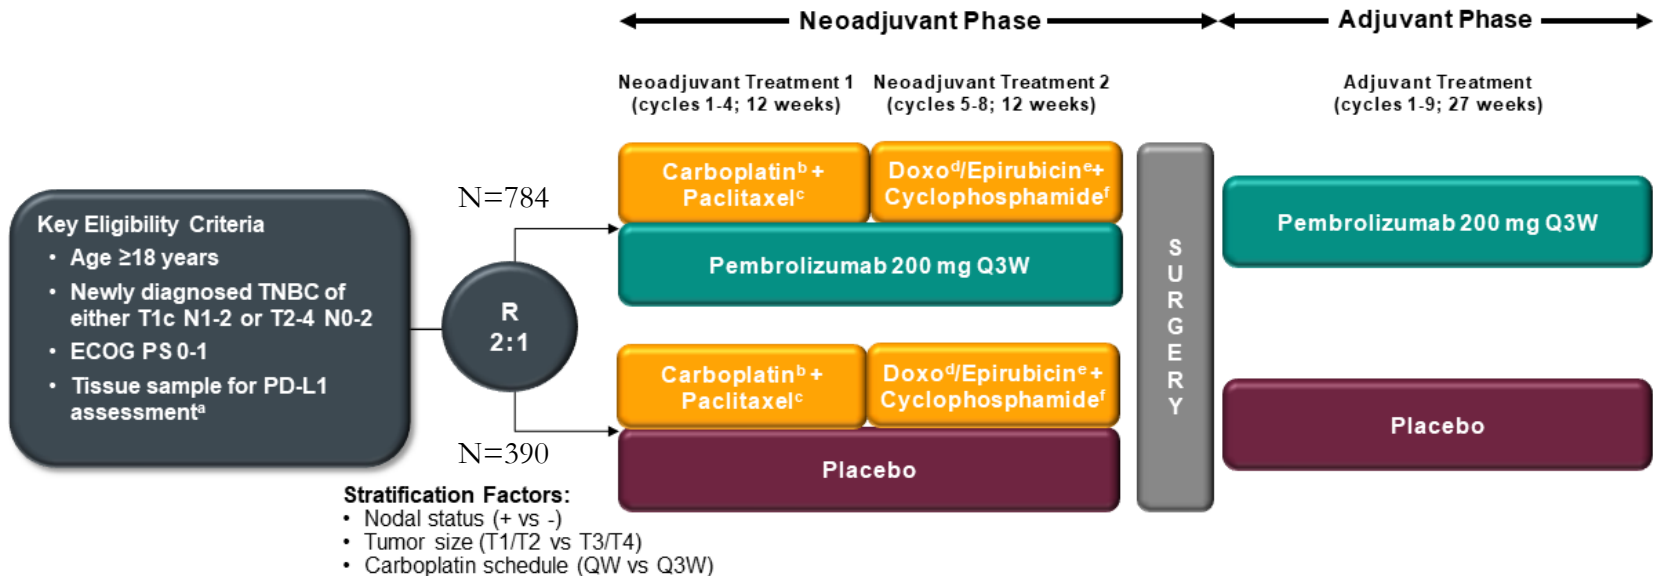 Neoadjuvant Phase
Adjuvant Phase
Neoadjuvant Treatment 1
(cycles 1-4; 12 weeks)
Neoadjuvant Treatment 2
(cycles 5-8; 12 weeks)
Adjuvant Treatment
(cycles 1-9; 27 weeks)
Key Eligibility Criteria
• Age ≥18 years
• Newly diagnosed TNBC of
either T1c N1-2 or T2-4 N0-2
• ECOG PS 0-1
• Tissue sample for PD-L1
assessmentᵃ
R
2:1
N=784
Carboplatinᵇ +
Paclitaxelᶜ
Doxoᵈ/Epirubicinᵉ+
Cyclophosphamideᶠ
Pembrolizumab 200 mg Q3W
N=390
Carboplatinᵇ +
Paclitaxelᶜ
Doxoᵈ/Epirubicinᵉ+
Cyclophosphamideᶠ
Placebo
SURGERY
Pembrolizumab 200 mg Q3W
Placebo
Stratification Factors:
• Nodal status (+ vs -)
• Tumor size (T1/T2 vs T3/T4)
• Carboplatin schedule (QW vs Q3W)